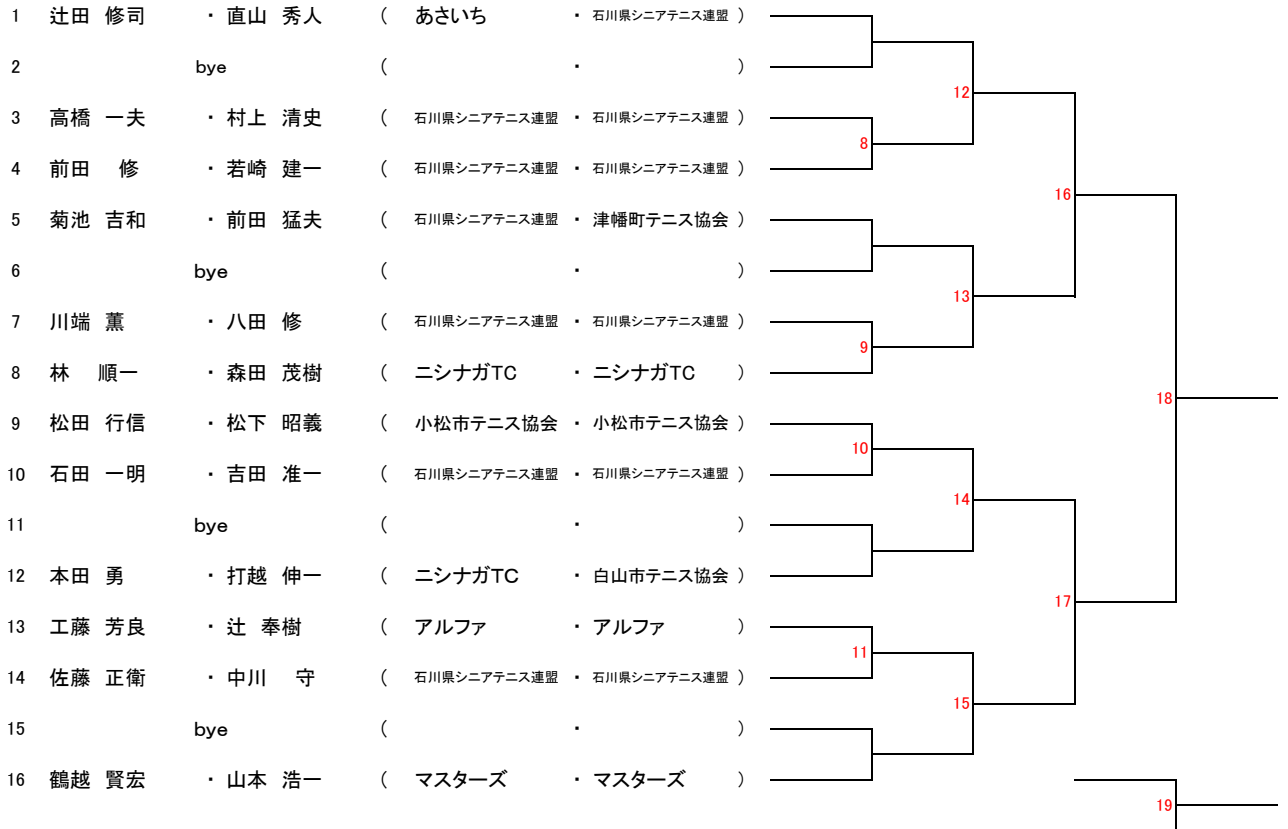 1 辻田 修司 ・ 直山 秀人 ( あさいち ・ 石川県シニアテニス連盟 )
2 bye ( ・ )
12
3 高橋 一夫 ・ 村上 清史 ( 石川県シニアテニス連盟 ・ 石川県シニアテニス連盟 )
8
4 前田 修 ・ 若崎 建一 ( 石川県シニアテニス連盟 ・ 石川県シニアテニス連盟 )
16
5 菊池 吉和 ・ 前田 猛夫 ( 石川県シニアテニス連盟 ・ 津幡町テニス協会 )
6 bye ( ・ )
13
7 川端 薫 ・ 八田 修 ( 石川県シニアテニス連盟 ・ 石川県シニアテニス連盟 )
9
8 林 順一 ・ 森田 茂樹 ( ニシナガTC ・ ニシナガTC )
18
9 松田 行信 ・ 松下 昭義 ( 小松市テニス協会 ・ 小松市テニス協会 )
10
10 石田 一明 ・ 吉田 准一 ( 石川県シニアテニス連盟 ・ 石川県シニアテニス連盟 )
14
11 bye ( ・ )
12 本田 勇 ・ 打越 伸一 ( ニシナガTC ・ 白山市テニス協会 )
17
13 工藤 芳良 ・ 辻 奉樹 ( アルファ ・ アルファ )
11
14 佐藤 正衛 ・ 中川 守 ( 石川県シニアテニス連盟 ・ 石川県シニアテニス連盟 )
15
15 bye ( ・ )
16 鶴越 賢宏 ・ 山本 浩一 ( マスターズ ・ マスターズ )
19